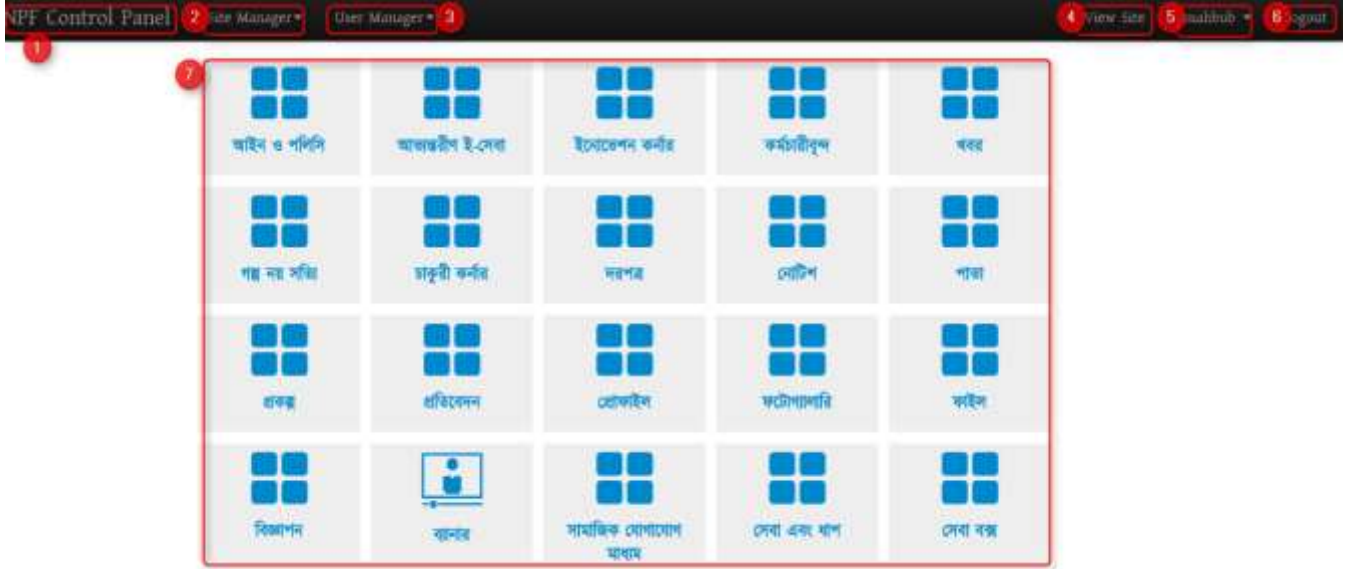 NPF Control Panel 2 Site Manager User Manager 3 4 View Site 5 mahbub 6 Logout
1
7
আইন ও পলিসি আভ্যন্তরীণ ই-সেবা ইনোভেশন কর্নার কর্মচারীবৃন্দ খবর
গল্প নয় সত্যি চাকুরী কর্নার দরপত্র নোটিশ পাতা
প্রকল্প প্রতিবেদন প্রোফাইল ফটোগ্যালারি ফাইল
বিজ্ঞাপন ব্যানার সামাজিক যোগাযোগ সেবা এবং ধাপ সেবা বক্স
মাধ্যম